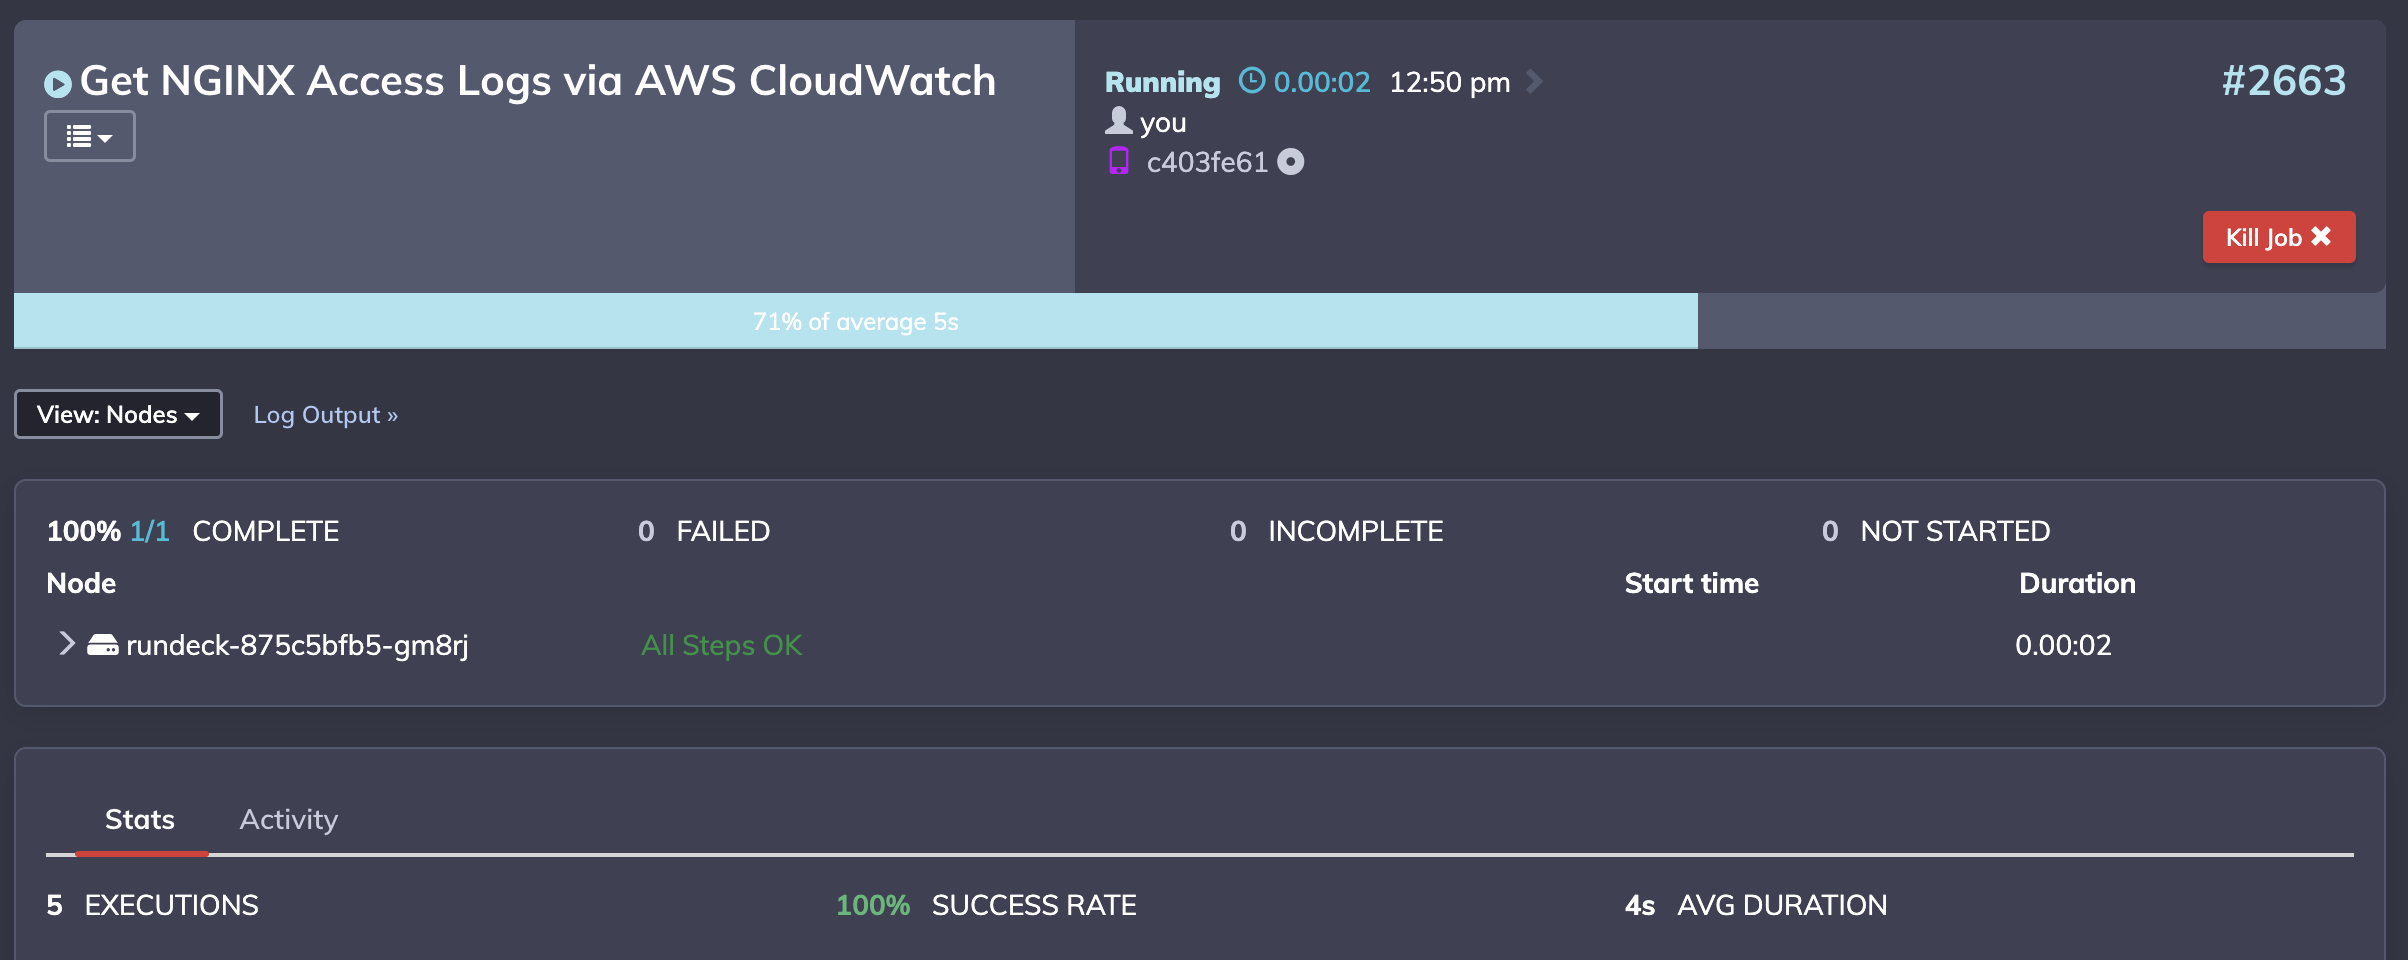 Get NGINX Access Logs via AWS CloudWatch
Running 0.00:02 12:50 pm
#2663
you
c403fe61
Kill Job
71% of average 5s
View: Nodes
Log Output »
100% 1/1 COMPLETE
0 FAILED
0 INCOMPLETE
0 NOT STARTED
Node
Start time
Duration
rundeck-875c5bfb5-gm8rj
All Steps OK
0.00:02
Stats
Activity
5 EXECUTIONS
100% SUCCESS RATE
4s AVG DURATION